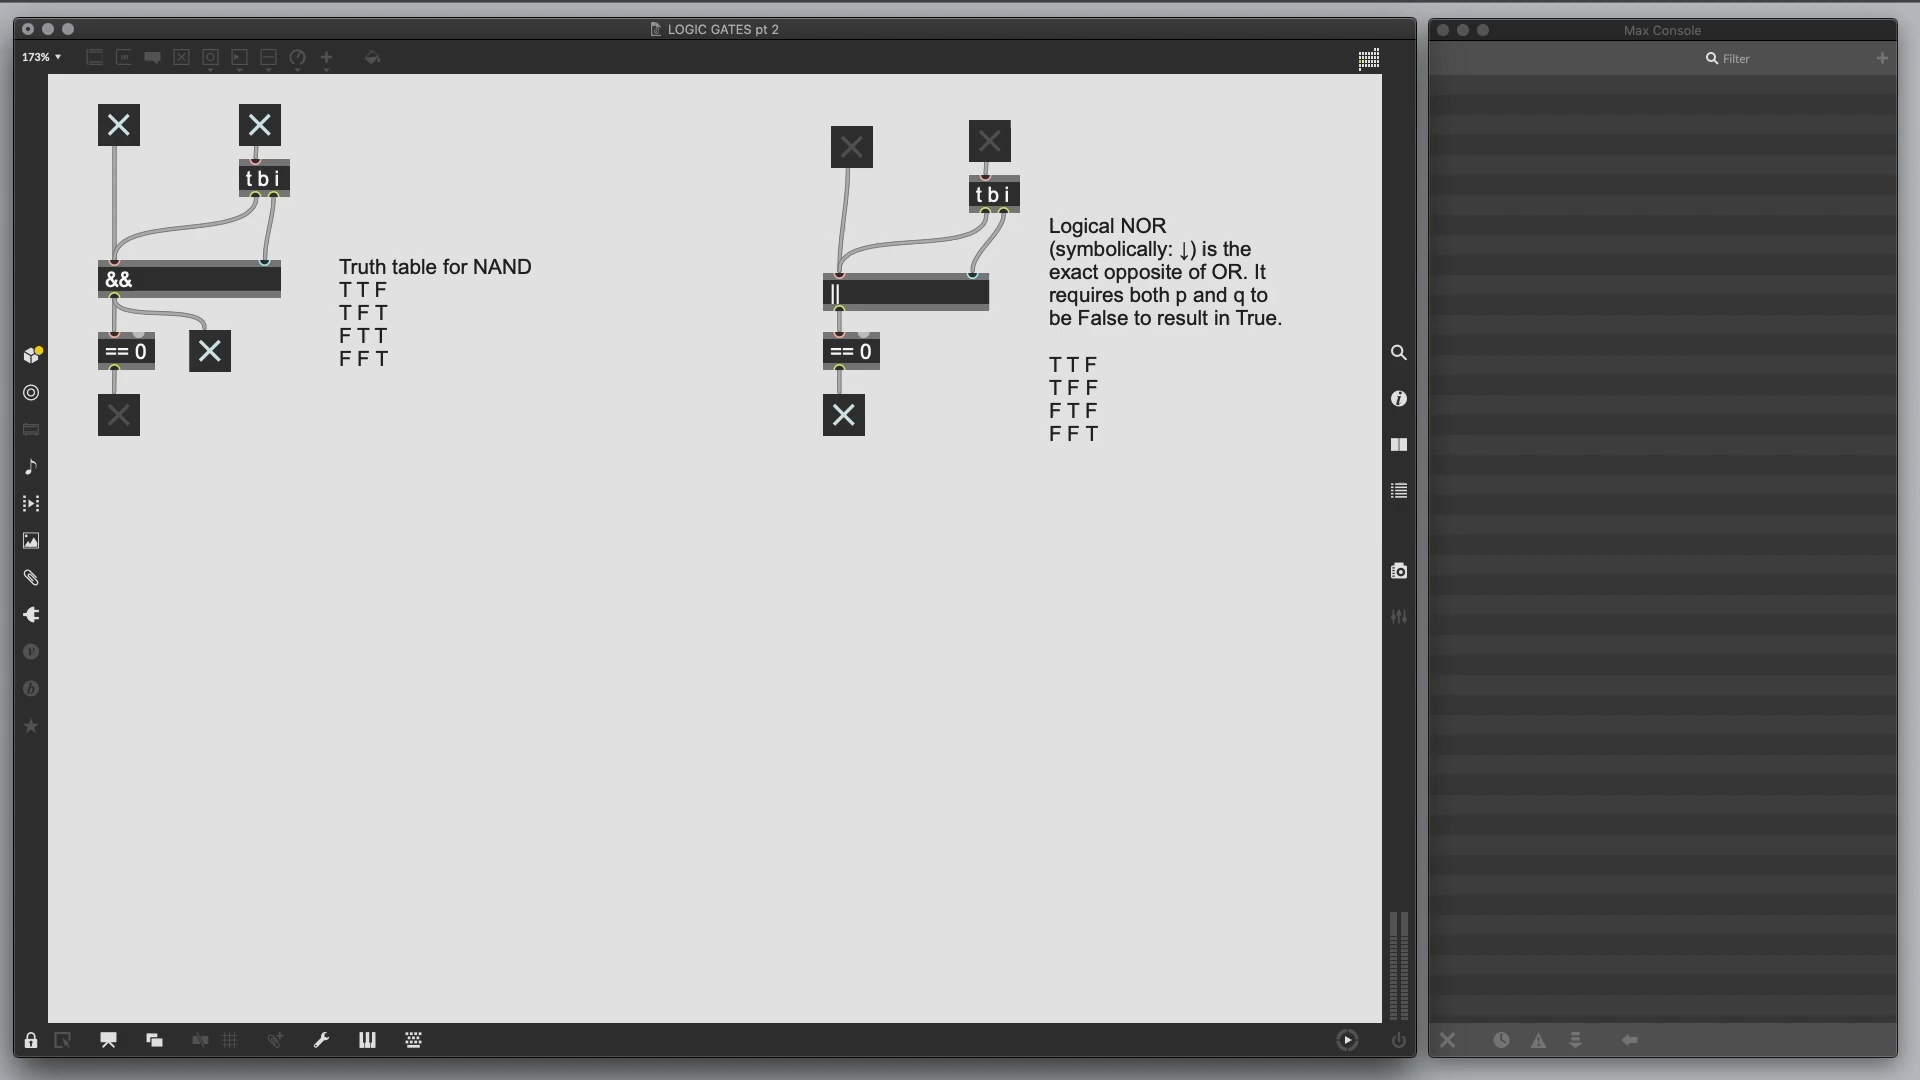 LOGIC GATES pt 2
Max Console
173%
Filter
t b i
t b i
&&
Truth table for NAND
T T F
T F T
F T T
F F T
== 0
||
== 0
Logical NOR
(symbolically: ↓) is the
exact opposite of OR. It
requires both p and q to
be False to result in True.
T T F
T F F
F T F
F F T